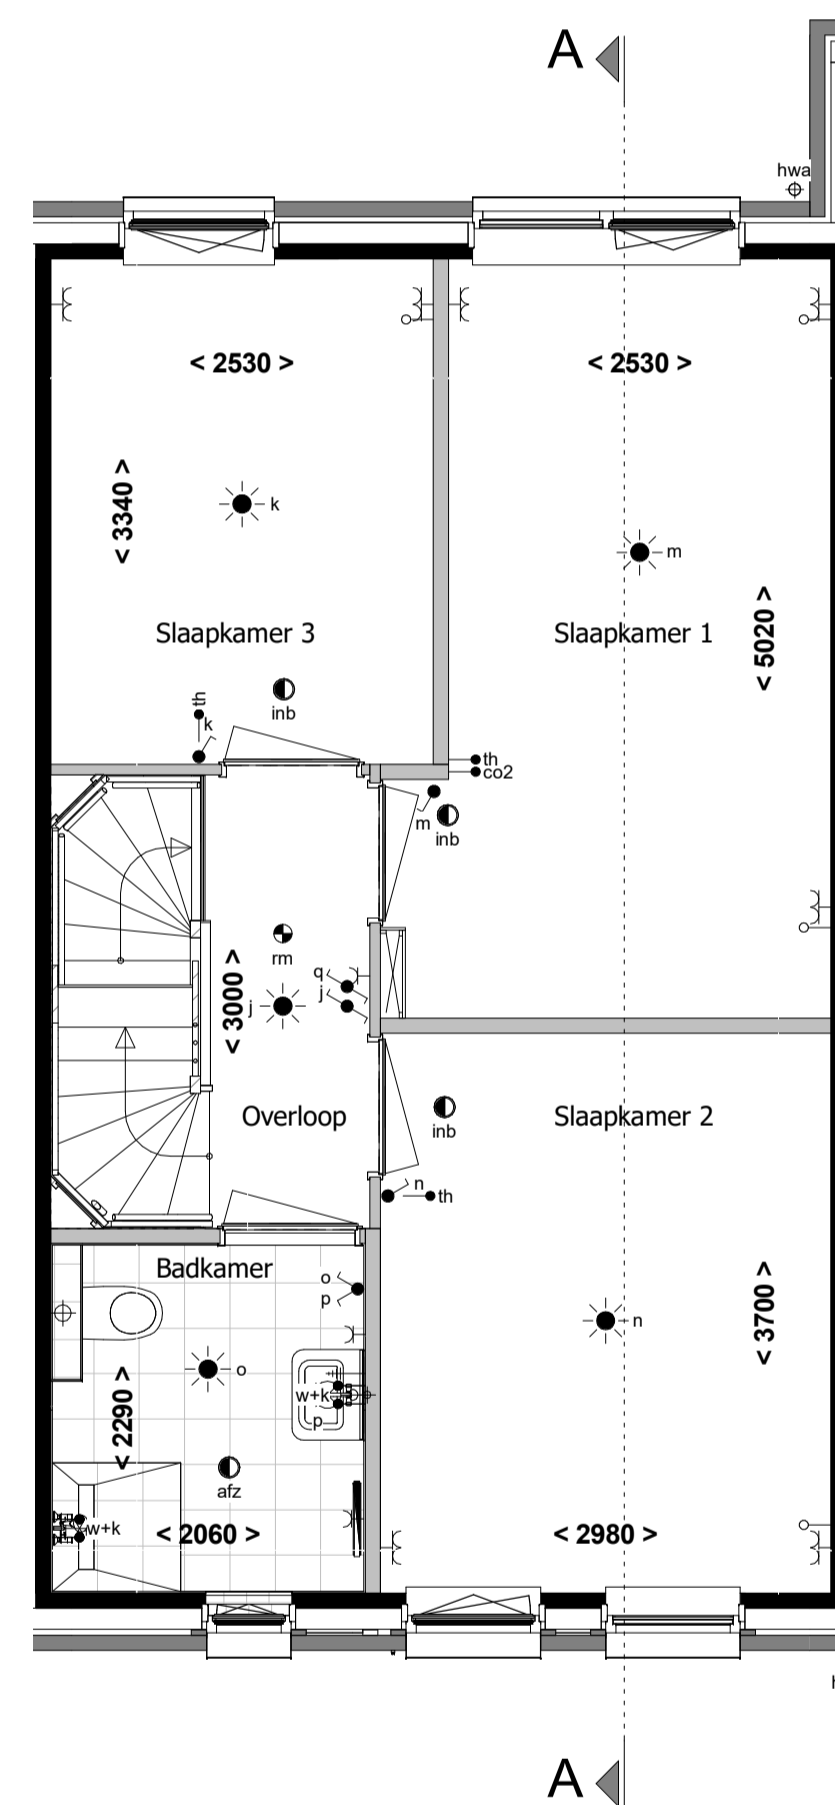 A
hwa
< 2530 >
< 2530 >
< 3340 >
k
m
Slaapkamer 3
Slaapkamer 1
< 5020 >
th
k
inb
th
co2
m
inb
rm
q
j
j
< 3000 >
Overloop
inb
Slaapkamer 2
n
th
Badkamer
o
p
n
< 3700 >
o
w+k
p
< 2290 >
afz
w+k
< 2060 >
< 2980 >
A